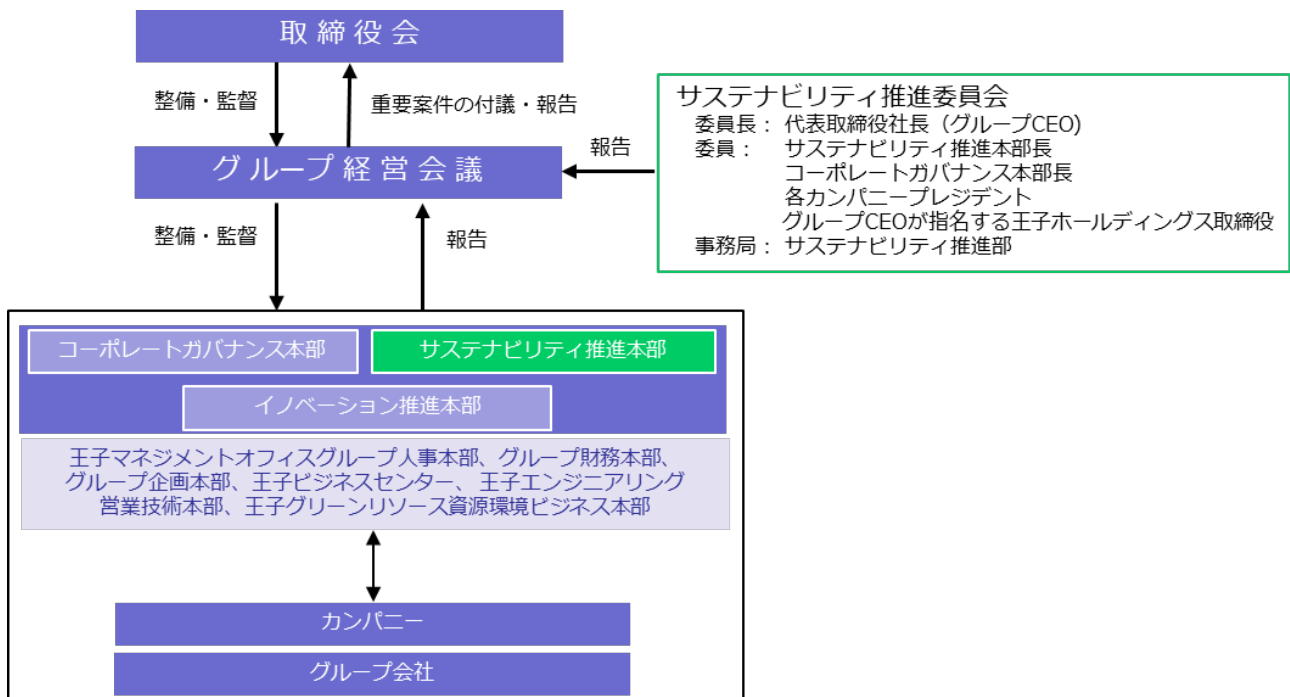 取締役会
整備・監督
重要案件の付議・報告
グループ経営会議
報告
サステナビリティ推進委員会
委員長： 代表取締役社長（グループCEO)
委員： サステナビリティ推進本部長
コーポレートガバナンス本部長
各カンパニープレジデント
グループCEOが指名する王子ホールディングス取締役
事務局： サステナビリティ推進部
整備・監督
報告
コーポレートガバナンス本部
サステナビリティ推進本部
イノベーション推進本部
王子マネジメントオフィスグループ人事本部、グループ財務本部、
グループ企画本部、王子ビジネスセンター、 王子エンジニアリング
営業技術本部、王子グリーンリソース資源環境ビジネス本部
カンパニー
グループ会社